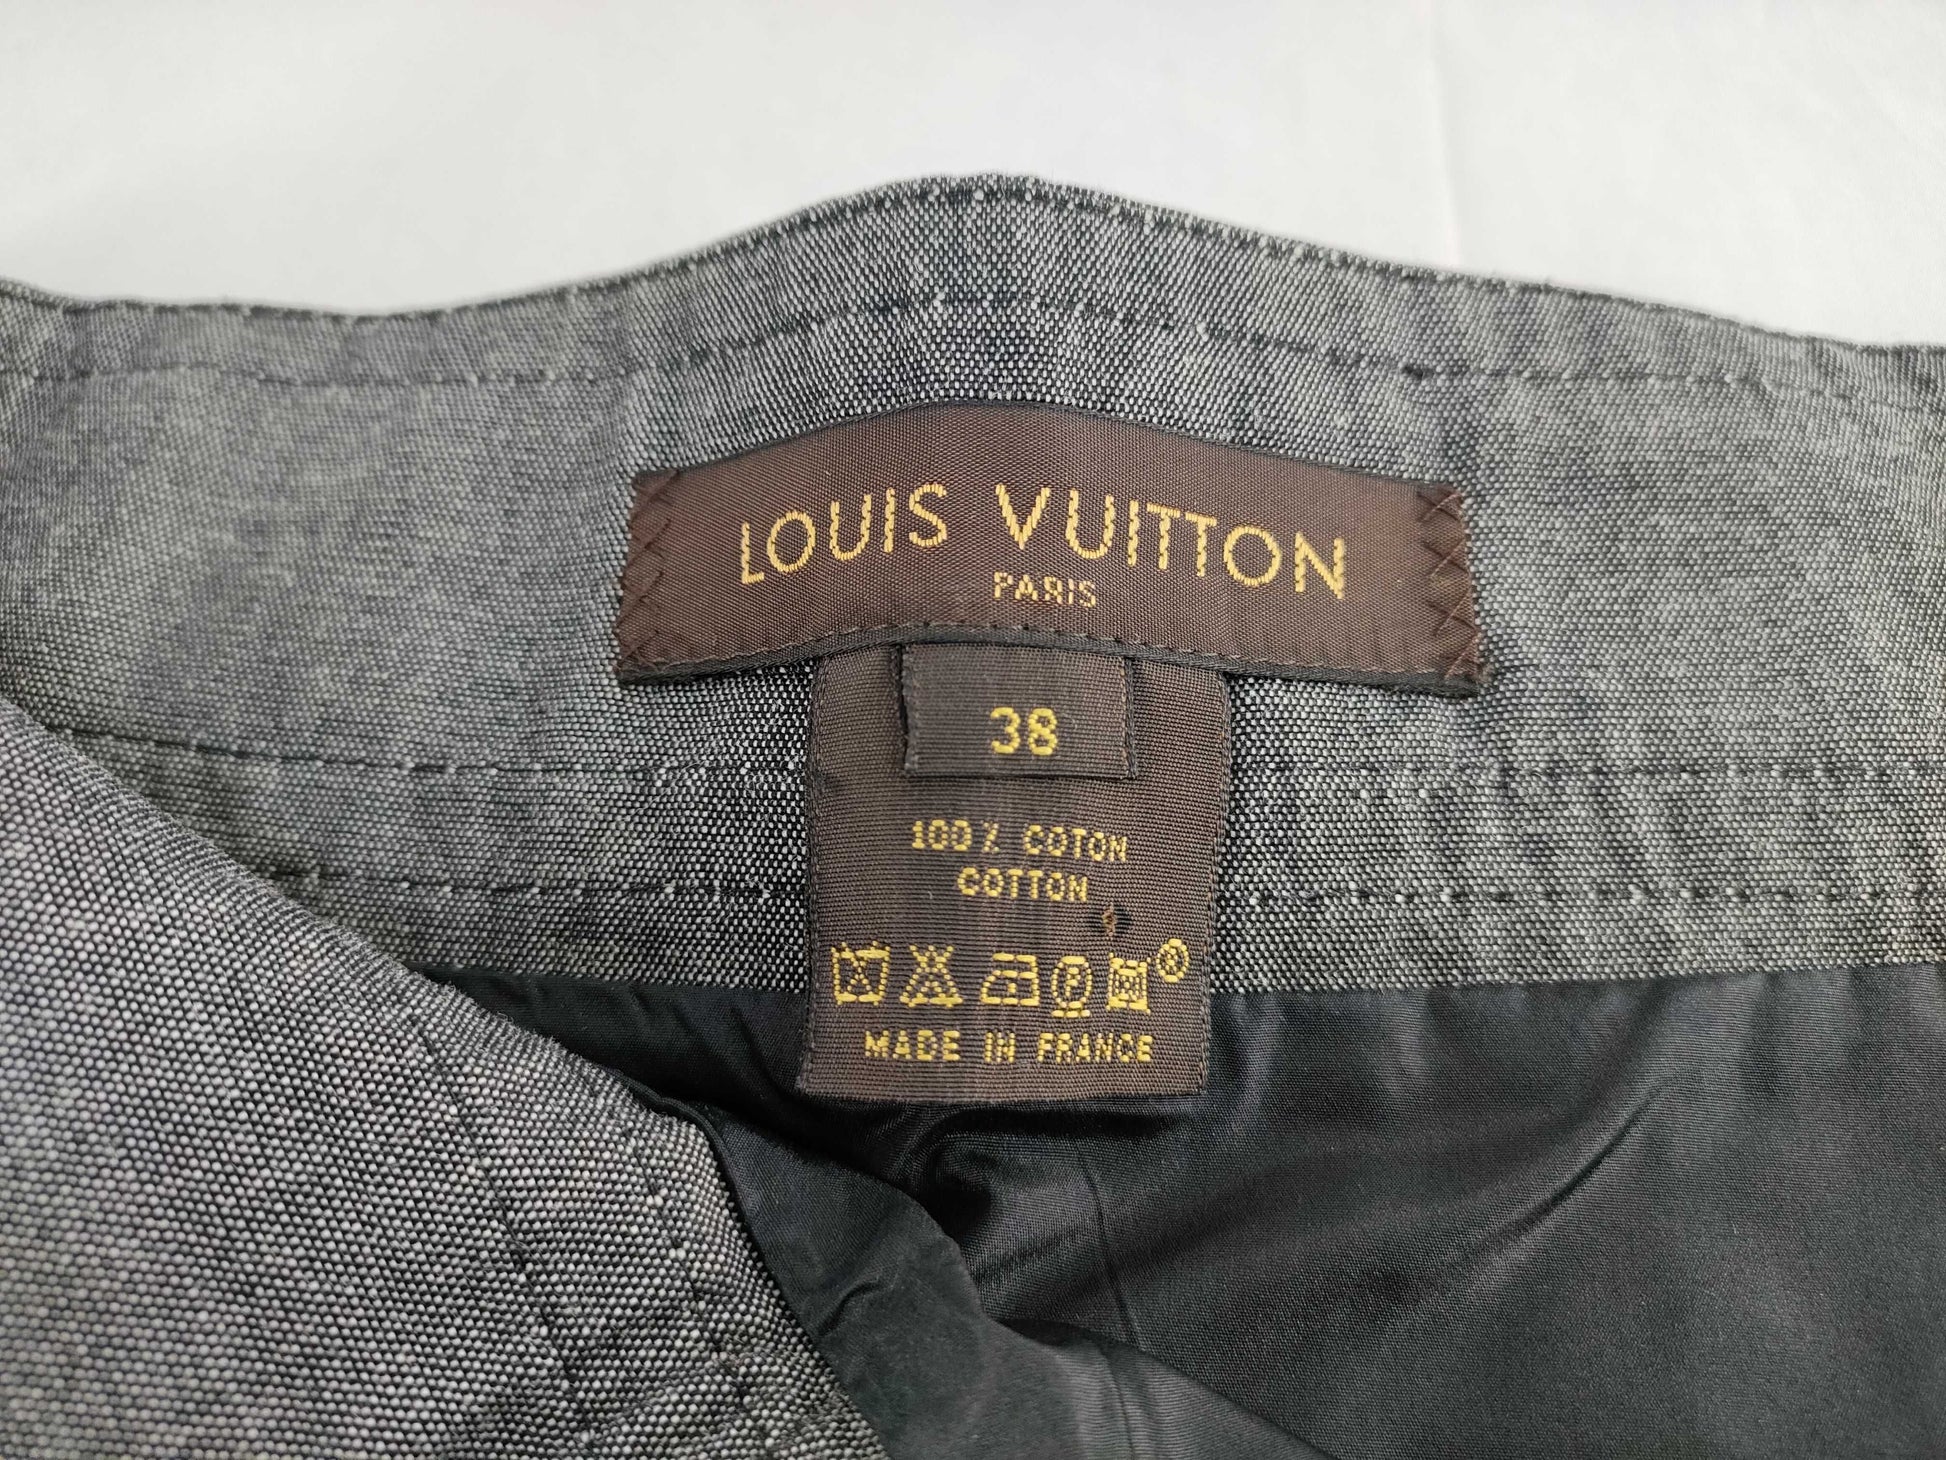 LOUIS VUITTON
PARIS
38
100% COTON
COTTON
P ®
MADE IN FRANCE